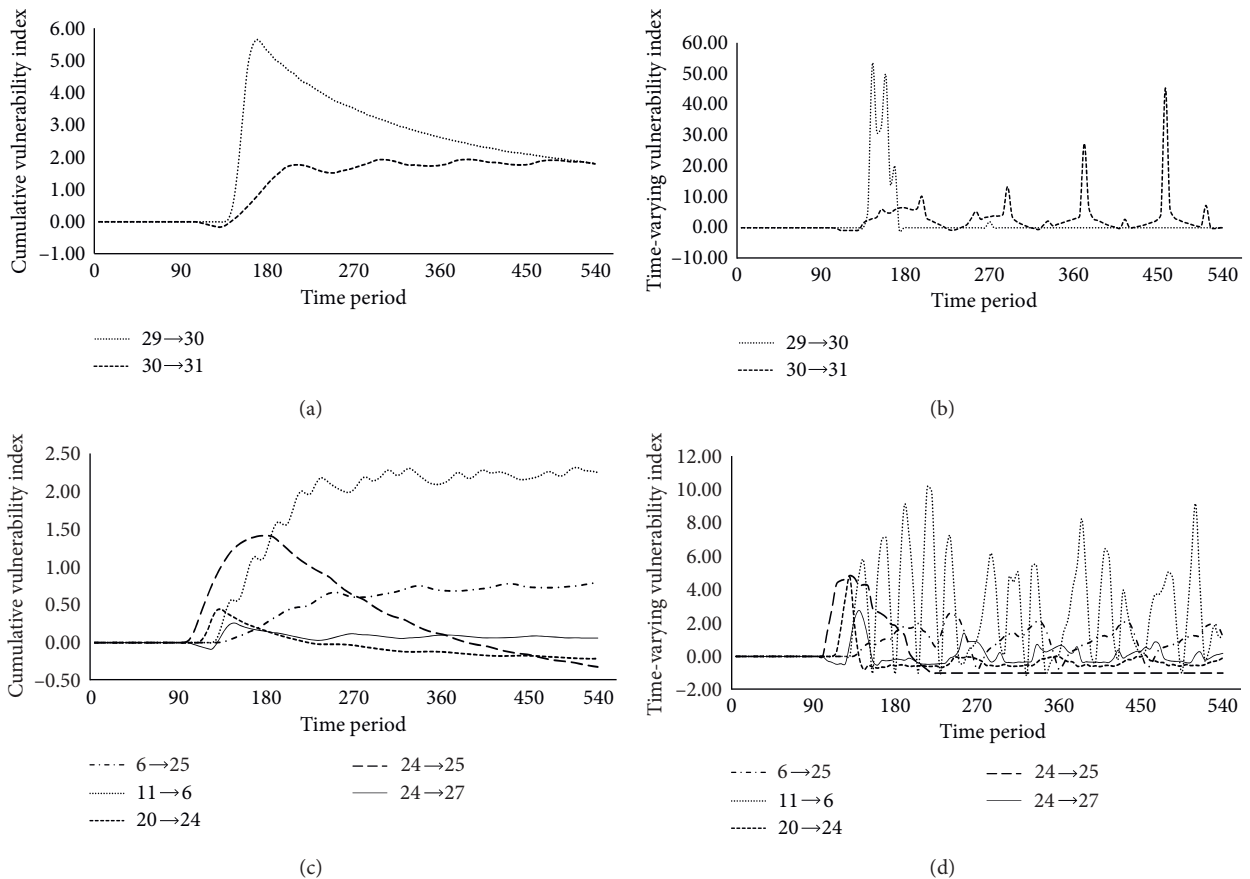 Cumulative vulnerability index
6.00
5.00
4.00
3.00
2.00
1.00
0.00
–1.00
0 90 180 270 360 450 540
Time period
29→30
30→31
(a)
Time-varying vulnerability index
60.00
50.00
40.00
30.00
20.00
10.00
0.00
–10.00
0 90 180 270 360 450 540
Time period
29→30
30→31
(b)
Cumulative vulnerability index
2.50
2.00
1.50
1.00
0.50
0.00
–0.50
0 90 180 270 360 450 540
Time period
6→25 24→25
11→6 24→27
20→24
(c)
Time-varying vulnerability index
12.00
10.00
8.00
6.00
4.00
2.00
0.00
–2.00
0 90 180 270 360 450 540
Time period
6→25 24→25
11→6 24→27
20→24
(d)